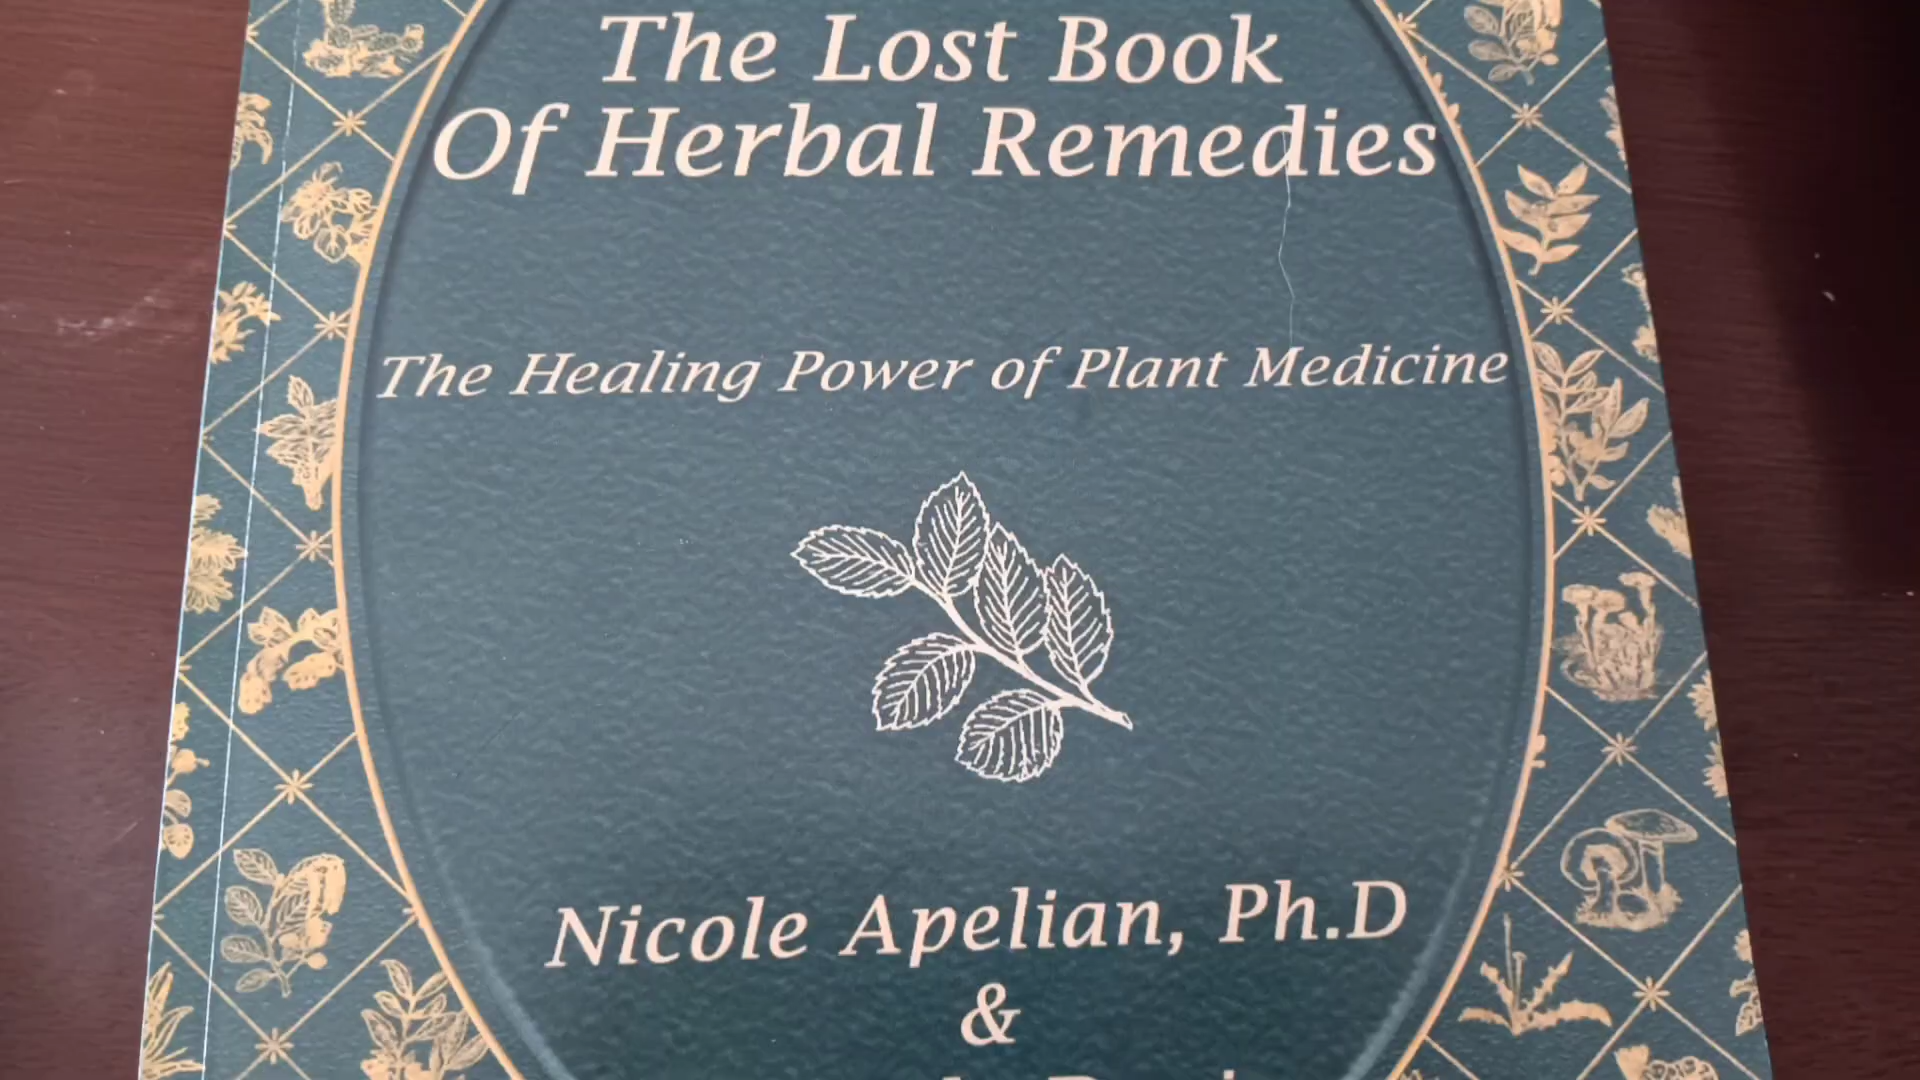 The Lost Book
Of Herbal Remedies
The Healing Power of Plant Medicine
Nicole Apelian, Ph.D
&